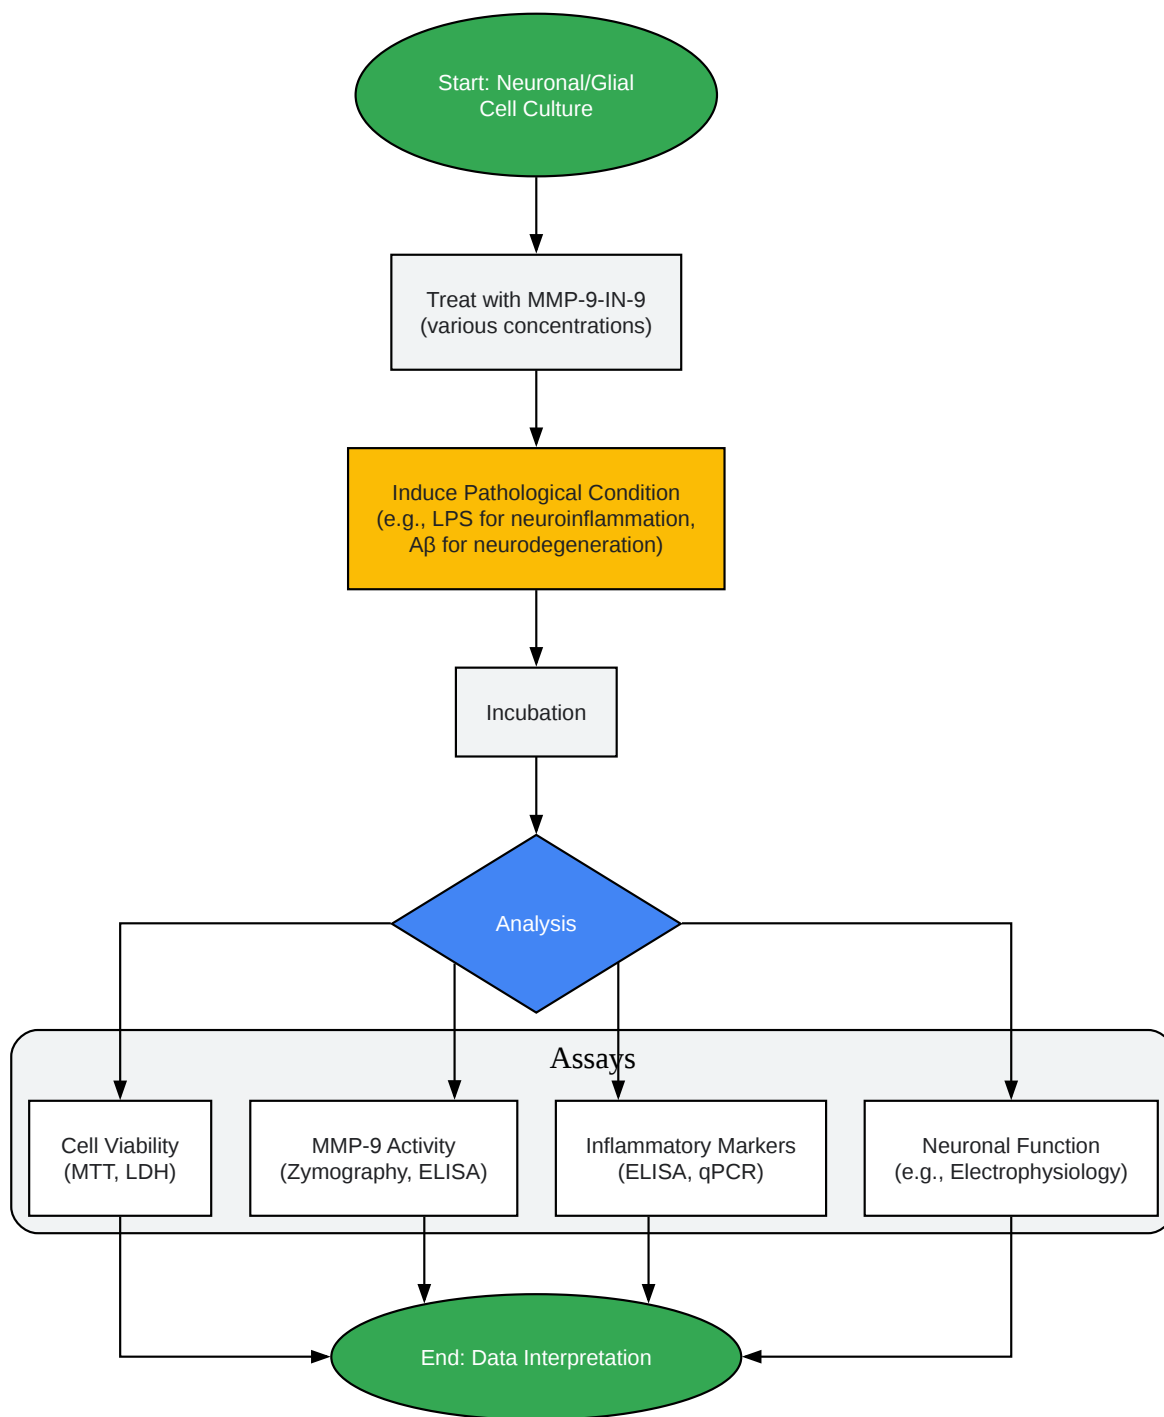 Start: Neuronal/Glial
Cell Culture
Treat with MMP-9-IN-9
(various concentrations)
Induce Pathological Condition
(e.g., LPS for neuroinflammation,
Aβ for neurodegeneration)
Incubation
Analysis
Assays
Cell Viability
(MTT, LDH)
MMP-9 Activity
(Zymography, ELISA)
Inflammatory Markers
(ELISA, qPCR)
Neuronal Function
(e.g., Electrophysiology)
End: Data Interpretation